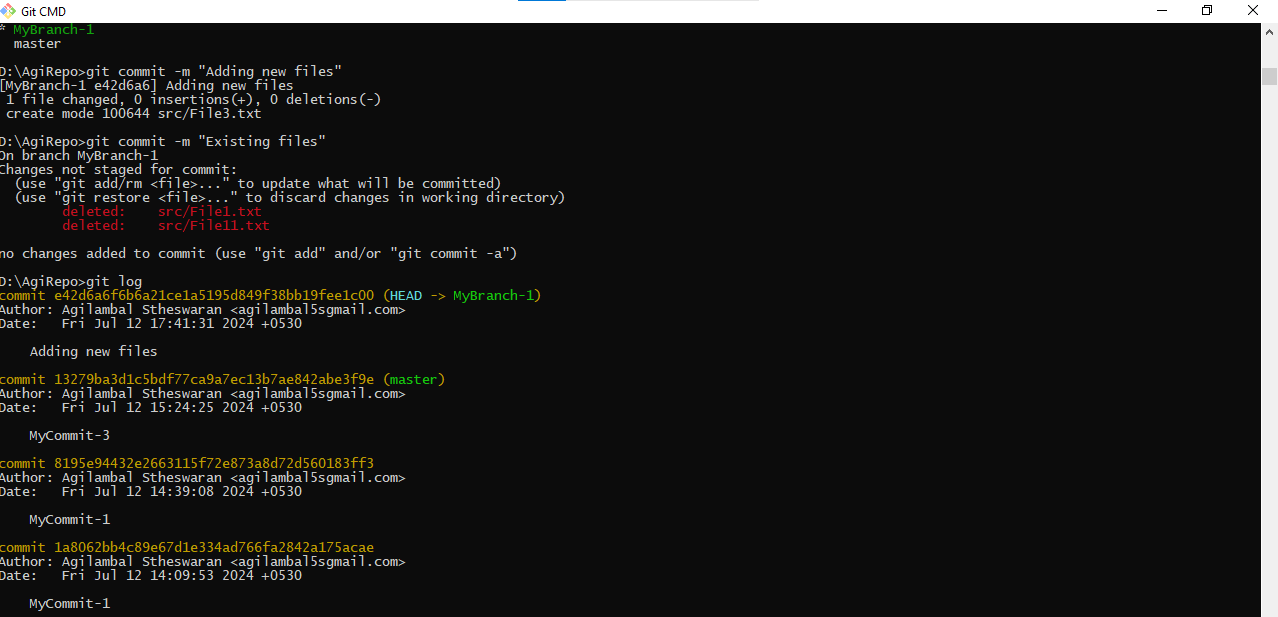 Git CMD
* MyBranch-1
  master

D:\AgiRepo>git commit -m "Adding new files"
[MyBranch-1 e42d6a6] Adding new files
 1 file changed, 0 insertions(+), 0 deletions(-)
 create mode 100644 src/File3.txt

D:\AgiRepo>git commit -m "Existing files"
On branch MyBranch-1
Changes not staged for commit:
  (use "git add/rm <file>..." to update what will be committed)
  (use "git restore <file>..." to discard changes in working directory)
        deleted:    src/File1.txt
        deleted:    src/File11.txt

no changes added to commit (use "git add" and/or "git commit -a")

D:\AgiRepo>git log
commit e42d6a6f6b6a21ce1a5195d849f38bb19fee1c00 (HEAD -> MyBranch-1)
Author: Agilambal Stheswaran <agilambal5sgmail.com>
Date:   Fri Jul 12 17:41:31 2024 +0530

    Adding new files

commit 13279ba3d1c5bdf77ca9a7ec13b7ae842abe3f9e (master)
Author: Agilambal Stheswaran <agilambal5sgmail.com>
Date:   Fri Jul 12 15:24:25 2024 +0530

    MyCommit-3

commit 8195e94432e2663115f72e873a8d72d560183ff3
Author: Agilambal Stheswaran <agilambal5sgmail.com>
Date:   Fri Jul 12 14:39:08 2024 +0530

    MyCommit-1

commit 1a8062bb4c89e67d1e334ad766fa2842a175acae
Author: Agilambal Stheswaran <agilambal5sgmail.com>
Date:   Fri Jul 12 14:09:53 2024 +0530

    MyCommit-1